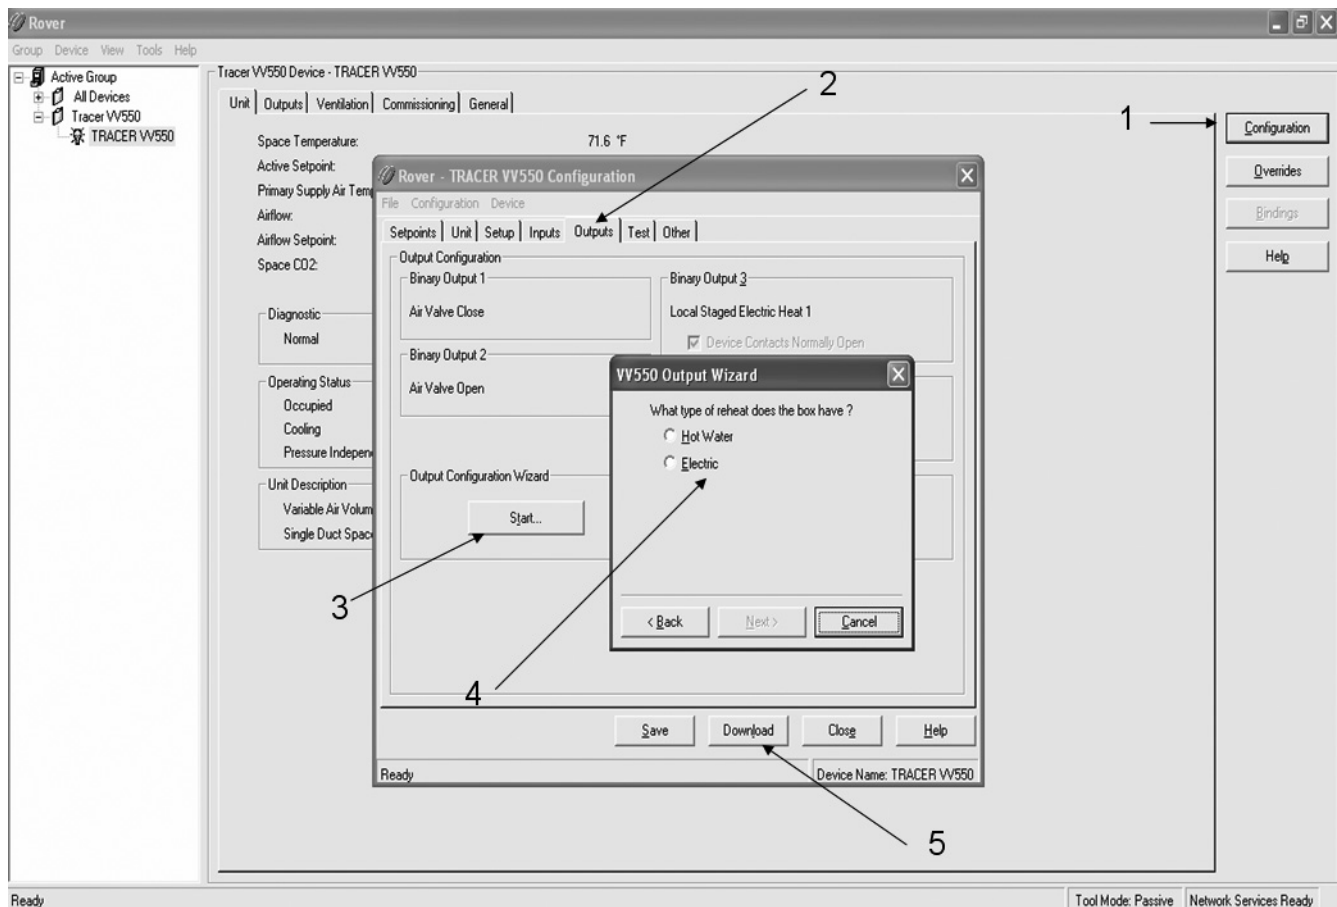 Rover
Group Device View Tools Help
Active Group
All Devices
Tracer VV550
TRACER VV550
Tracer VV550 Device - TRACER VV550
Unit Outputs Ventilation Commissioning General
Space Temperature: 71.6 °F
Active Setpoint:
Primary Supply Air Tem
Airflow:
Airflow Setpoint:
Space CO2:
Diagnostic
Normal
Operating Status
Occupied
Cooling
Pressure Indepen
Unit Description
Variable Air Volum
Single Duct Spac
2
1
Configuration
Overrides
Bindings
Help
Rover - TRACER VV550 Configuration
File Configuration Device
Setpoints Unit Setup Inputs Outputs Test Other
Output Configuration
Binary Output 1
Air Valve Close
Binary Output 2
Air Valve Open
Binary Output 3
Local Staged Electric Heat 1
Device Contacts Normally Open
Output Configuration Wizard
Start...
3
VV550 Output Wizard
What type of reheat does the box have ?
Hot Water
Electric
< Back Next > Cancel
4
Save Download Close Help
Ready Device Name: TRACER VV550
5
Ready Tool Mode: Passive Network Services Ready